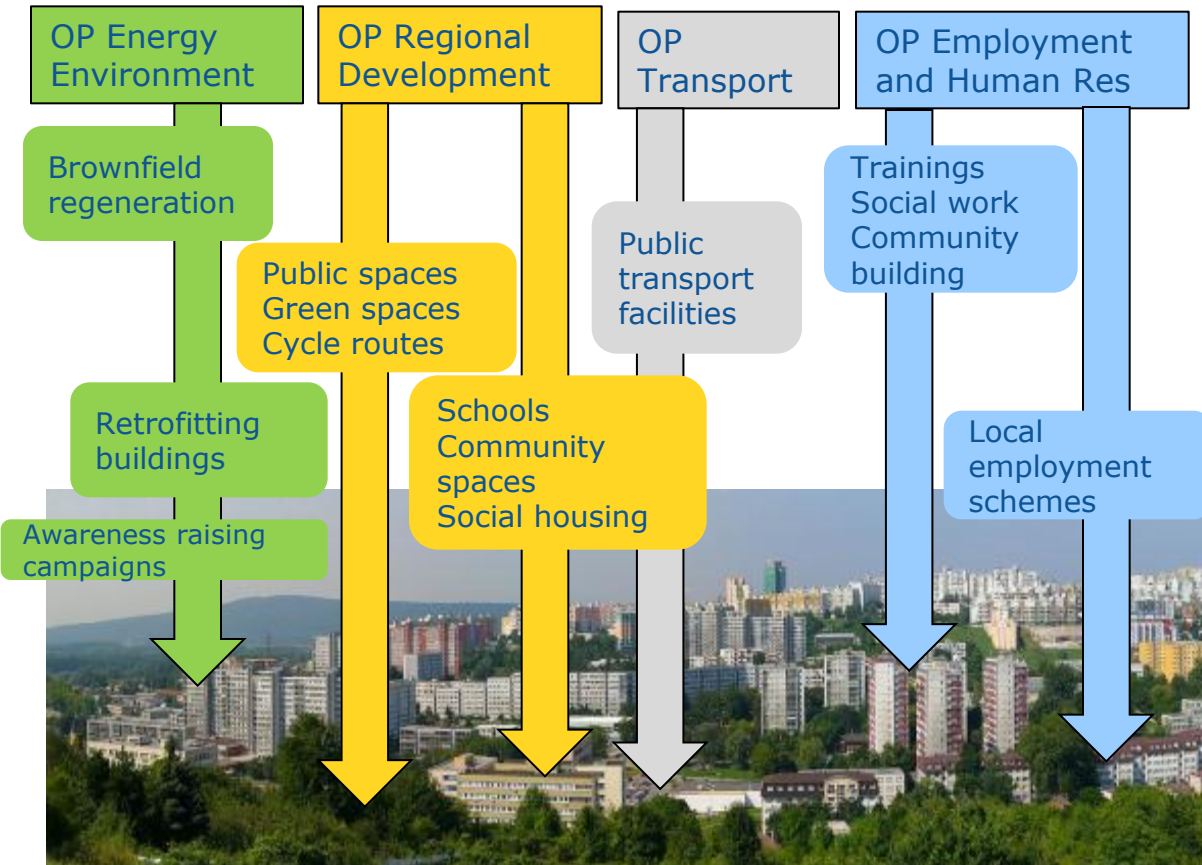 OP Energy
Environment
OP Regional
Development
OP
Transport
OP Employment
and Human Res
Brownfield
regeneration
Trainings
Social work
Community
building
Public
transport
facilities
Public spaces
Green spaces
Cycle routes
Retrofitting
buildings
Schools
Community
spaces
Social housing
Local
employment
schemes
Awareness raising
campaigns